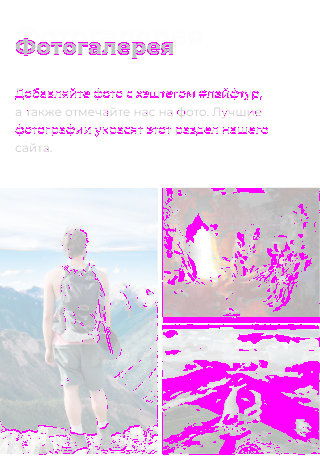 Фотогалерея
Добавляйте фото с хэштегом #лайфтур,
а также отмечайте нас на фото. Лучшие
фотографии украсят этот раздел нашего
сайта.